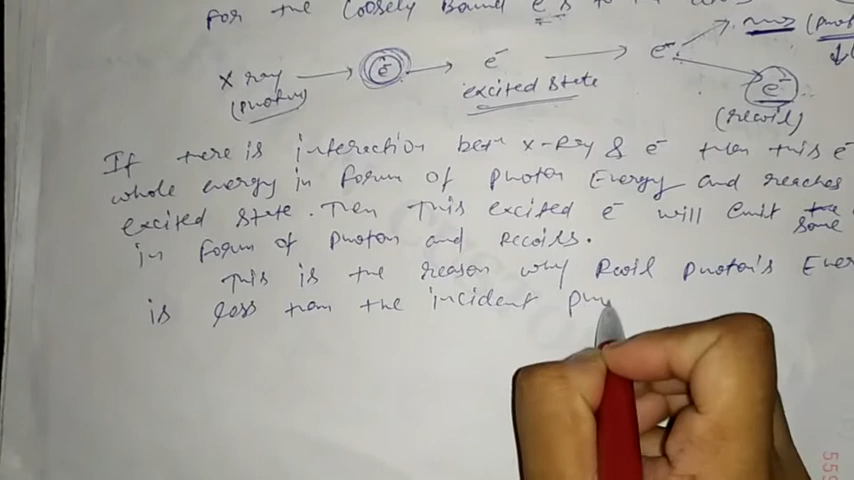 For the Loosely Bound e's to
X ray → e⁻ → e⁻ → e⁻
(photon) excited state e⁻
(recoil)
If there is interaction betⁿ X-Ray & e⁻ then this e⁻
whole energy in form of photon Energy and reaches
excited state. Then this excited e⁻ will emit some
in form of photon and Recoils.
This is the reason why Recoil photon's Ener
is less than the incident ph
555